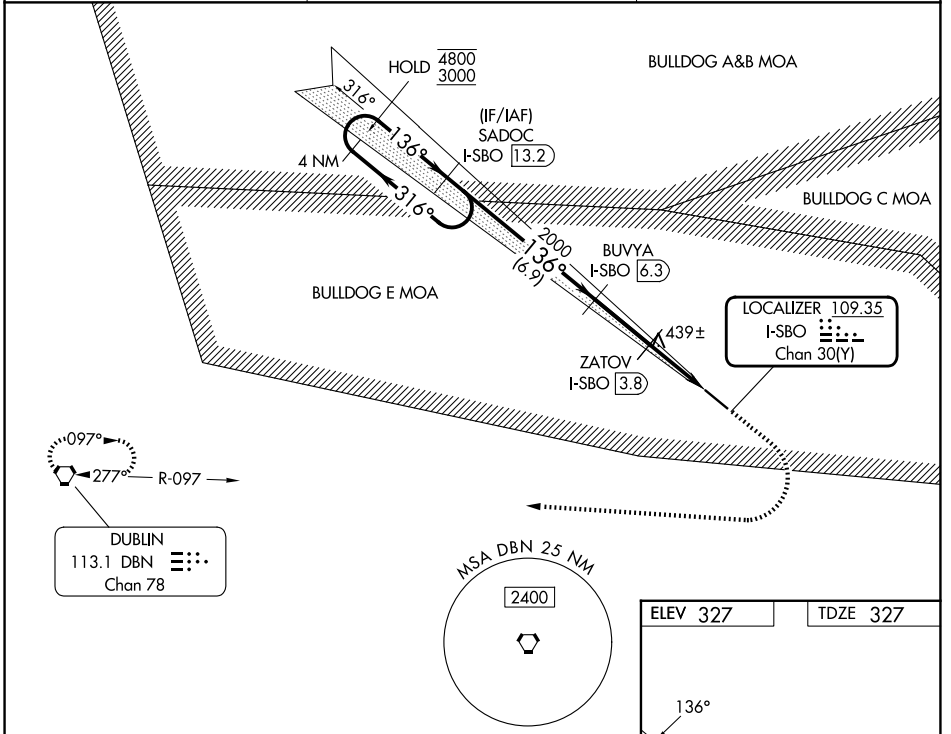 BULLDOG A&B MOA
HOLD 4800
3000
316°
(IF/IAF)
SADOC
I-SBO 13.2
136°
4 NM
316°
BULLDOG C MOA
2000
136°
(6.9)
BUVYA
I-SBO 6.3
BULLDOG E MOA
LOCALIZER 109.35
I-SBO
Chan 30(Y)
439±
ZATOV
I-SBO 3.8
097°
277° R-097
DUBLIN
113.1 DBN
Chan 78
MSA DBN 25 NM
2400
ELEV 327
TDZE 327
136°